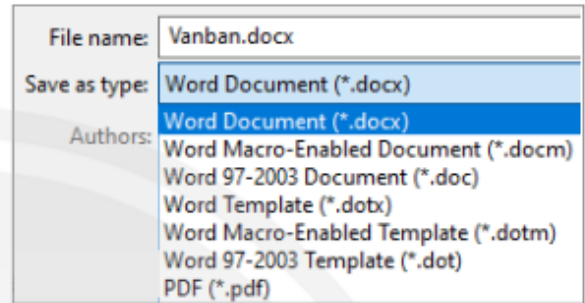 File name: Vanban.docx
Save as type: Word Document (*.docx)
Authors:
Word Document (*.docx)
Word Macro-Enabled Document (*.docm)
Word 97-2003 Document (*.doc)
Word Template (*.dotx)
Word Macro-Enabled Template (*.dotm)
Word 97-2003 Template (*.dot)
PDF (*.pdf)